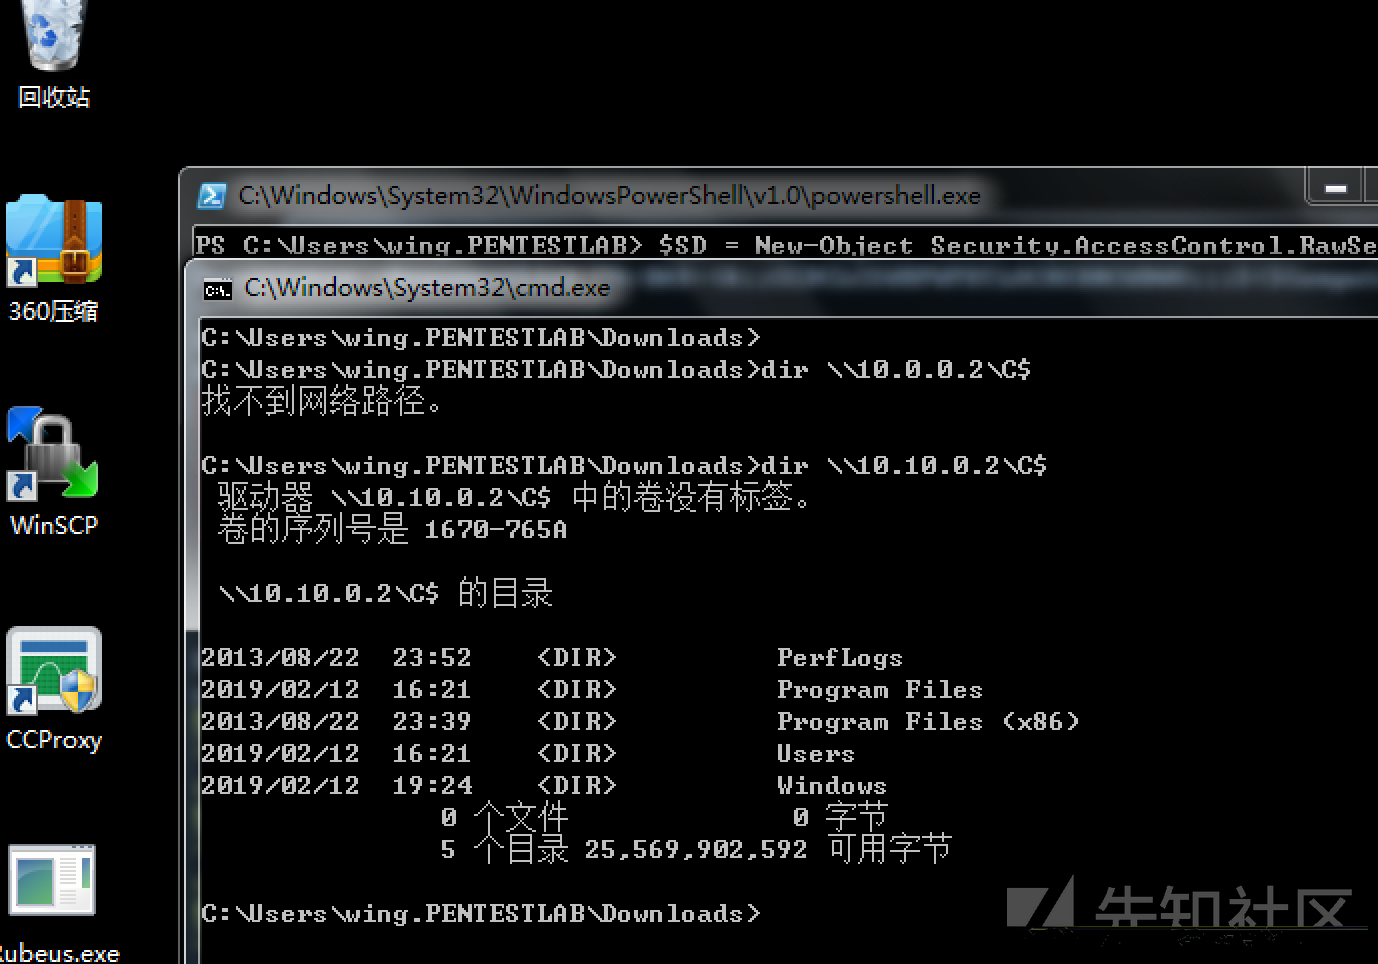 回收站
360压缩
WinSCP
CCProxy
Rubeus.exe
C:\Windows\System32\WindowsPowerShell\v1.0\powershell.exe
PS C:\Users\wing.PENTESTLAB> $SD = New-Object Security.AccessControl.RawSe
C:\Windows\System32\cmd.exe
C:\Users\wing.PENTESTLAB\Downloads>
C:\Users\wing.PENTESTLAB\Downloads>dir \\10.0.0.2\C$
找不到网络路径。
C:\Users\wing.PENTESTLAB\Downloads>dir \\10.10.0.2\C$
驱动器 \\10.10.0.2\C$ 中的卷没有标签。
卷的序列号是 1670-765A
\\10.10.0.2\C$ 的目录
2013/08/22 23:52 <DIR> PerfLogs
2019/02/12 16:21 <DIR> Program Files
2013/08/22 23:39 <DIR> Program Files (x86)
2019/02/12 16:21 <DIR> Users
2019/02/12 19:24 <DIR> Windows
0 个文件 0 字节
5 个目录 25,569,902,592 可用字节
C:\Users\wing.PENTESTLAB\Downloads>
先知社区